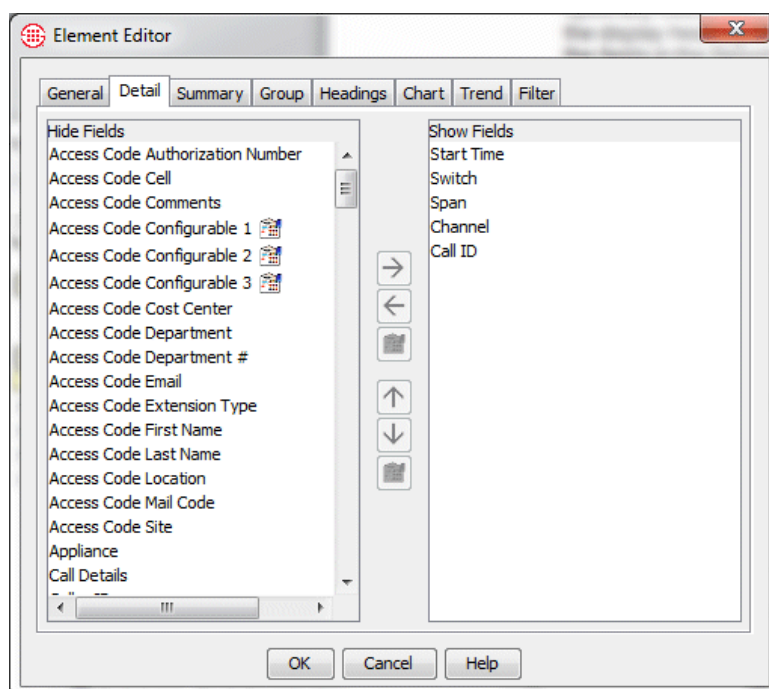 Element Editor
General Detail Summary Group Headings Chart Trend Filter
Hide Fields
Access Code Authorization Number
Access Code Cell
Access Code Comments
Access Code Configurable 1
Access Code Configurable 2
Access Code Configurable 3
Access Code Cost Center
Access Code Department
Access Code Department #
Access Code Email
Access Code Extension Type
Access Code First Name
Access Code Last Name
Access Code Location
Access Code Mail Code
Access Code Site
Appliance
Call Details
Show Fields
Start Time
Switch
Span
Channel
Call ID
OK Cancel Help